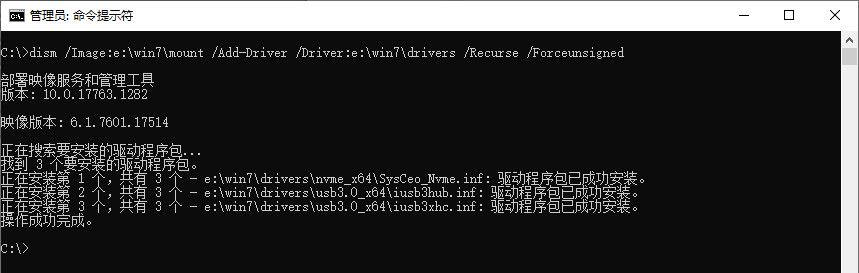 管理员: 命令提示符
C:\>dism /Image:e:\win7\mount /Add-Driver /Driver:e:\win7\drivers /Recurse /Forceunsigned
部署映像服务和管理工具
版本: 10.0.17763.1282
映像版本: 6.1.7601.17514
正在搜索要安装的驱动程序包...
找到 3 个要安装的驱动程序包。
正在安装第 1 个，共有 3 个 - e:\win7\drivers\nvme_x64\SysCeo_Nvme.inf: 驱动程序包已成功安装。
正在安装第 2 个，共有 3 个 - e:\win7\drivers\usb3.0_x64\iusb3hub.inf: 驱动程序包已成功安装。
正在安装第 3 个，共有 3 个 - e:\win7\drivers\usb3.0_x64\iusb3xhc.inf: 驱动程序包已成功安装。
操作成功完成。
C:\>